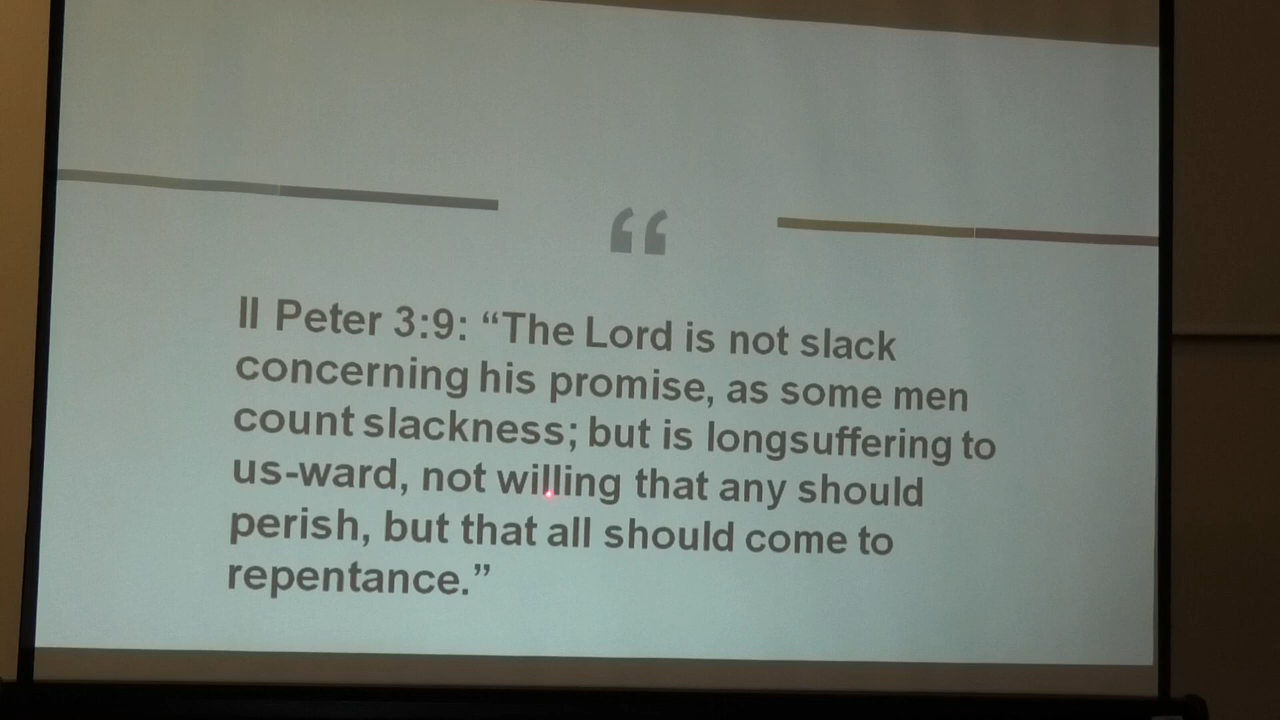 “
II Peter 3:9: “The Lord is not slack
concerning his promise, as some men
count slackness; but is longsuffering to
us-ward, not willing that any should
perish, but that all should come to
repentance.”